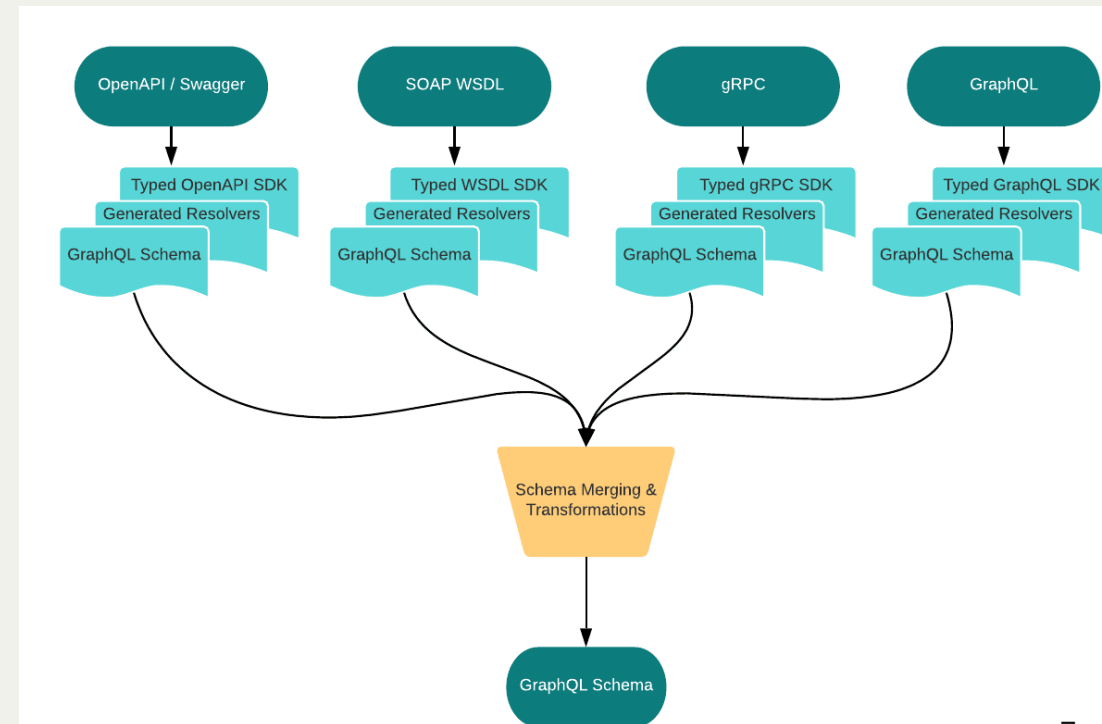 OpenAPI / Swagger
SOAP WSDL
gRPC
GraphQL
Typed OpenAPI SDK
Generated Resolvers
GraphQL Schema
Typed WSDL SDK
Generated Resolvers
GraphQL Schema
Typed gRPC SDK
Generated Resolvers
GraphQL Schema
Typed GraphQL SDK
Generated Resolvers
GraphQL Schema
Schema Merging &
Transformations
GraphQL Schema